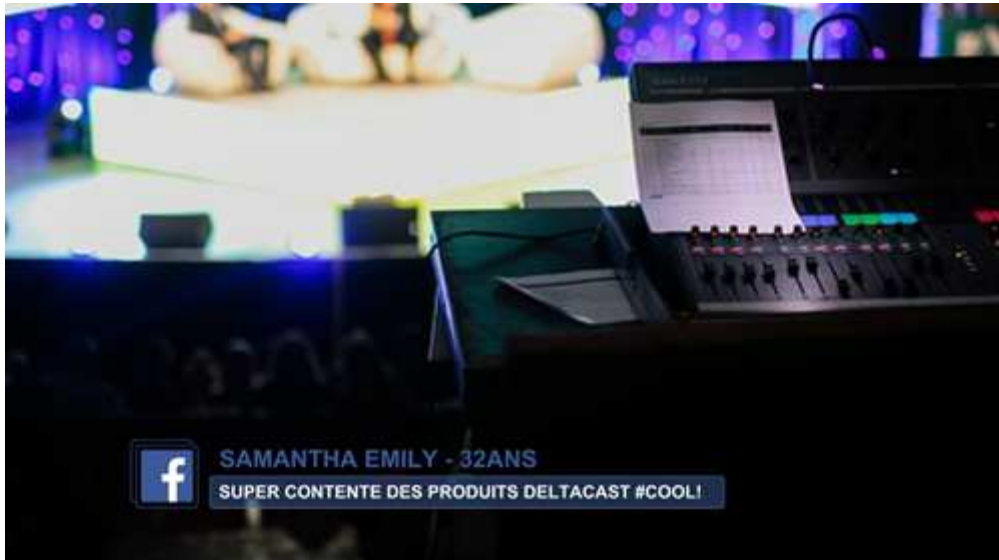 SAMANTHA EMILY - 32ANS
SUPER CONTENTE DES PRODUITS DELTACAST #COOL!